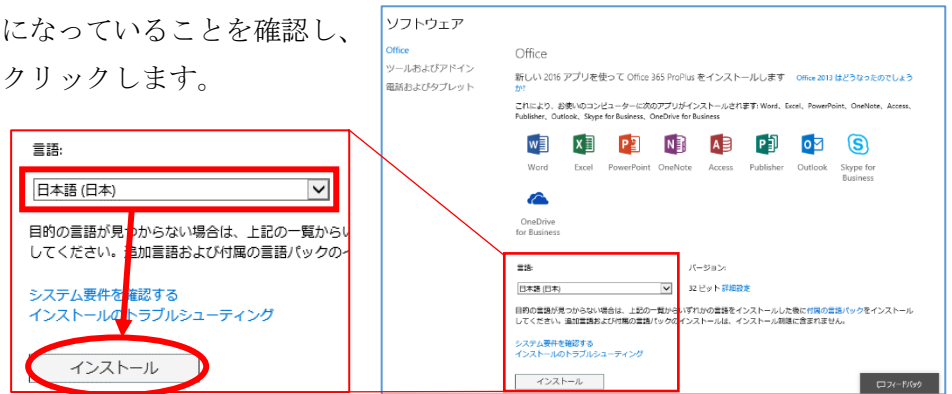 になっていることを確認し、
クリックします。
言語:
日本語 (日本)
目的の言語が見つからない場合は、上記の一覧からい
してください。追加言語および付属の言語パックのイ
システム要件を確認する
インストールのトラブルシューティング
インストール
ソフトウェア
Office
ツールおよびアドイン
電話およびタブレット
Office
新しい 2016 アプリを使って Office 365 ProPlus をインストールします Office 2013 はどうなったのでしょう
か?
これにより、お使いのコンピューターに次のアプリがインストールされます: Word、Excel、PowerPoint、OneNote、Access、
Publisher、Outlook、Skype for Business、OneDrive for Business
Word Excel PowerPoint OneNote Access Publisher Outlook Skype for
Business
OneDrive
for Business
言語: バージョン:
日本語 (日本) 32 ビット 詳細設定
目的の言語が見つからない場合は、上記の一覧からいずれかの言語をインストールした後に付属の言語パックをインストール
してください。追加言語および付属の言語パックのインストールは、インストール制限に含まれません。
システム要件を確認する
インストールのトラブルシューティング
インストール
フィードバック